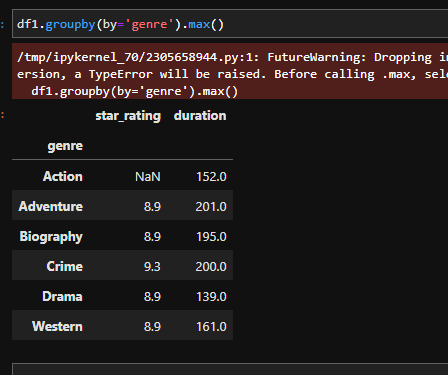 : df1.groupby(by='genre').max()
/tmp/ipykernel_70/2305658944.py:1: FutureWarning: Dropping in
ersion, a TypeError will be raised. Before calling .max, sele
df1.groupby(by='genre').max()
:
star_rating duration
genre
Action NaN 152.0
Adventure 8.9 201.0
Biography 8.9 195.0
Crime 9.3 200.0
Drama 8.9 139.0
Western 8.9 161.0